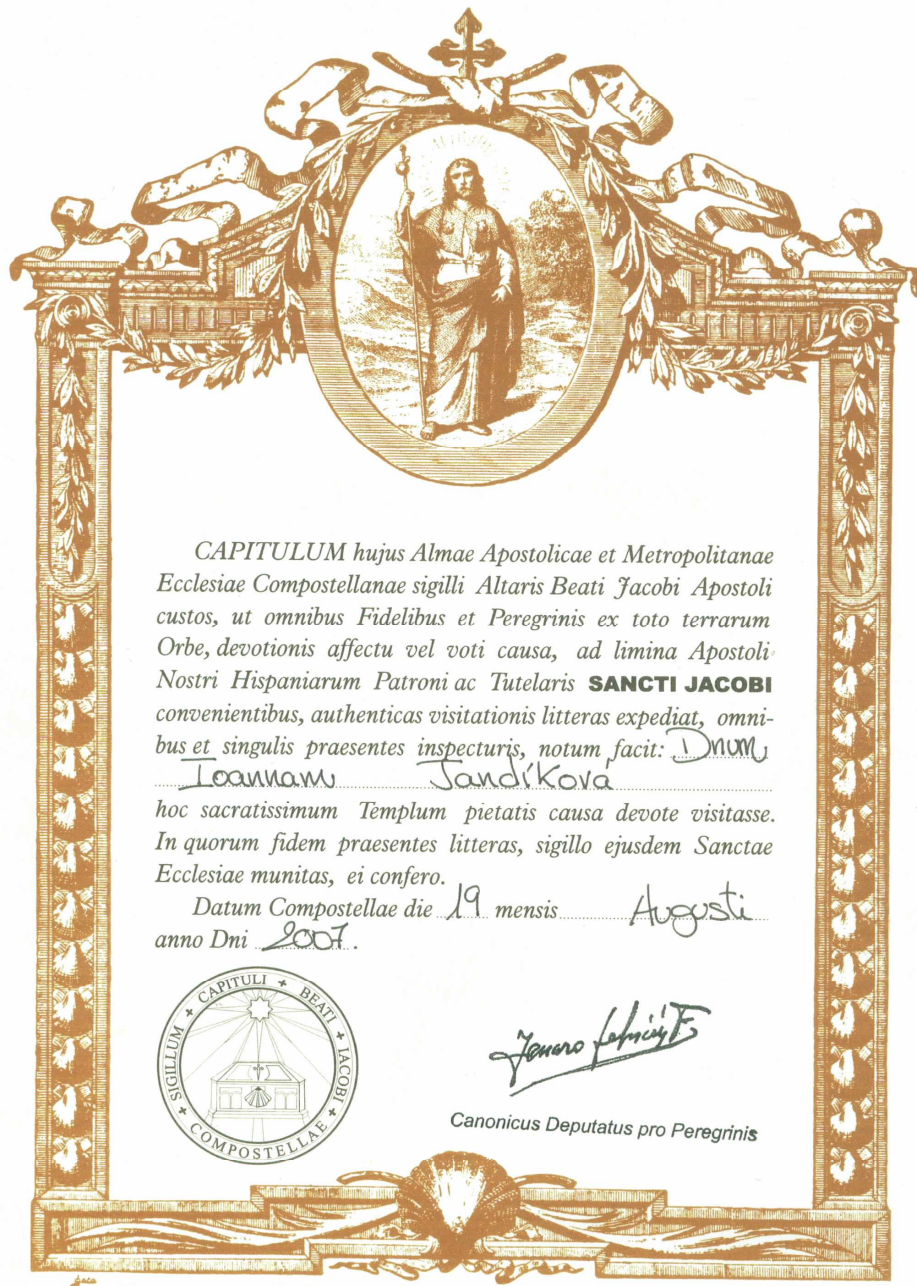 CAPITULUM hujus Almae Apostolicae et Metropolitanae
Ecclesiae Compostellanae sigilli Altaris Beati Jacobi Apostoli
custos, ut omnibus Fidelibus et Peregrinis ex toto terrarum
Orbe, devotionis affectu vel voti causa, ad limina Apostoli
Nostri Hispaniarum Patroni ac Tutelaris SANCTI JACOBI
convenientibus, authenticas visitationis litteras expediat, omni-
bus et singulis praesentes inspecturis, notum facit: Dnum
Ioannam Jandíková
hoc sacratissimum Templum pietatis causa devote visitasse.
In quorum fidem praesentes litteras, sigillo ejusdem Sanctae
Ecclesiae munitas, ei confero.
Datum Compostellae die 19 mensis Augusti
anno Dni 2007.
SIGILLUM + CAPITULI + BEATI + IACOBI + COMPOSTELLAE +
Canonicus Deputatus pro Peregrinis